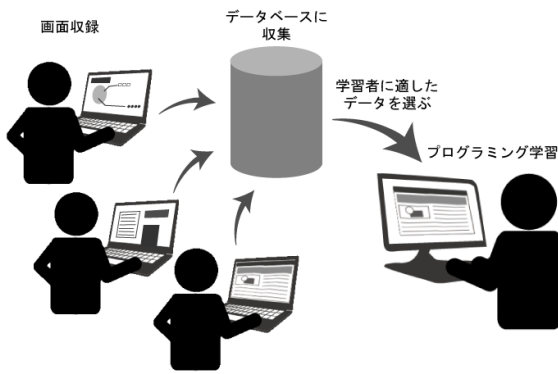 画面収録
データベースに
収集
学習者に適した
データを選ぶ
プログラミング学習